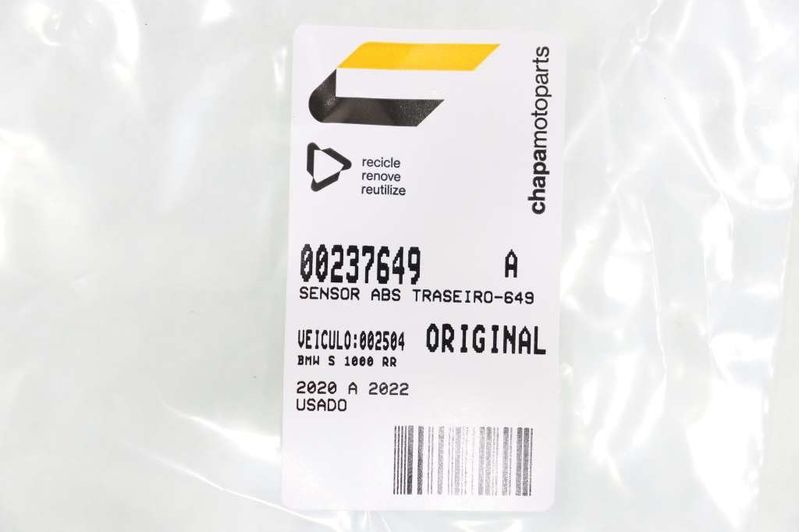 chapamotoparts
recicle
renove
reutilize
00237649 A
SENSOR ABS TRASEIRO-649
VEICULO:002504 ORIGINAL
BMW S 1000 RR
2020 A 2022
USADO